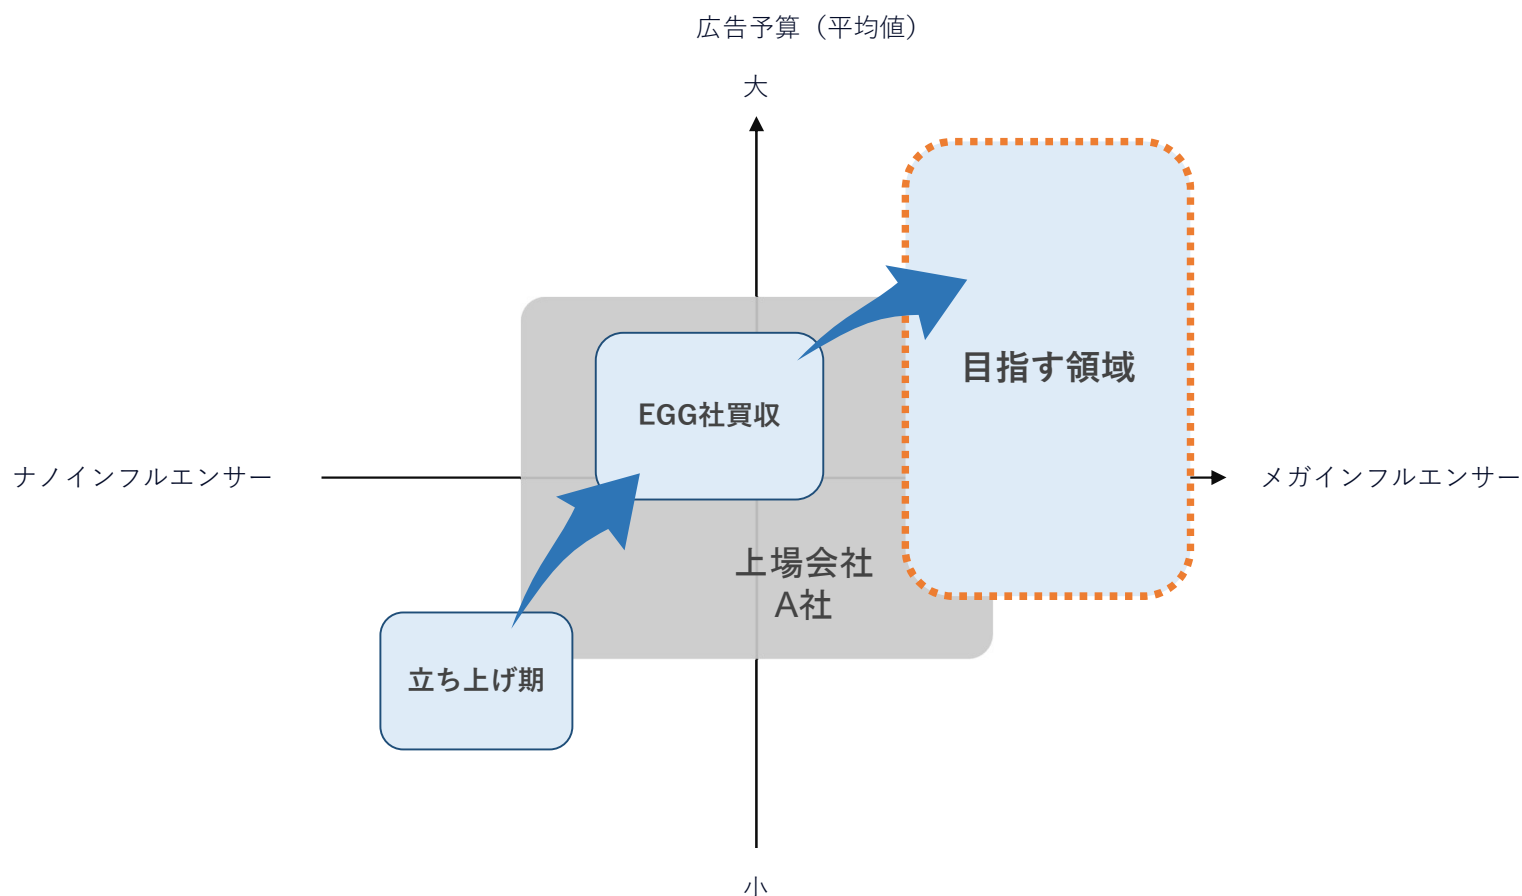 広告予算（平均値）
大
目指す領域
EGG社買収
ナノインフルエンサー
メガインフルエンサー
上場会社
A社
立ち上げ期
小